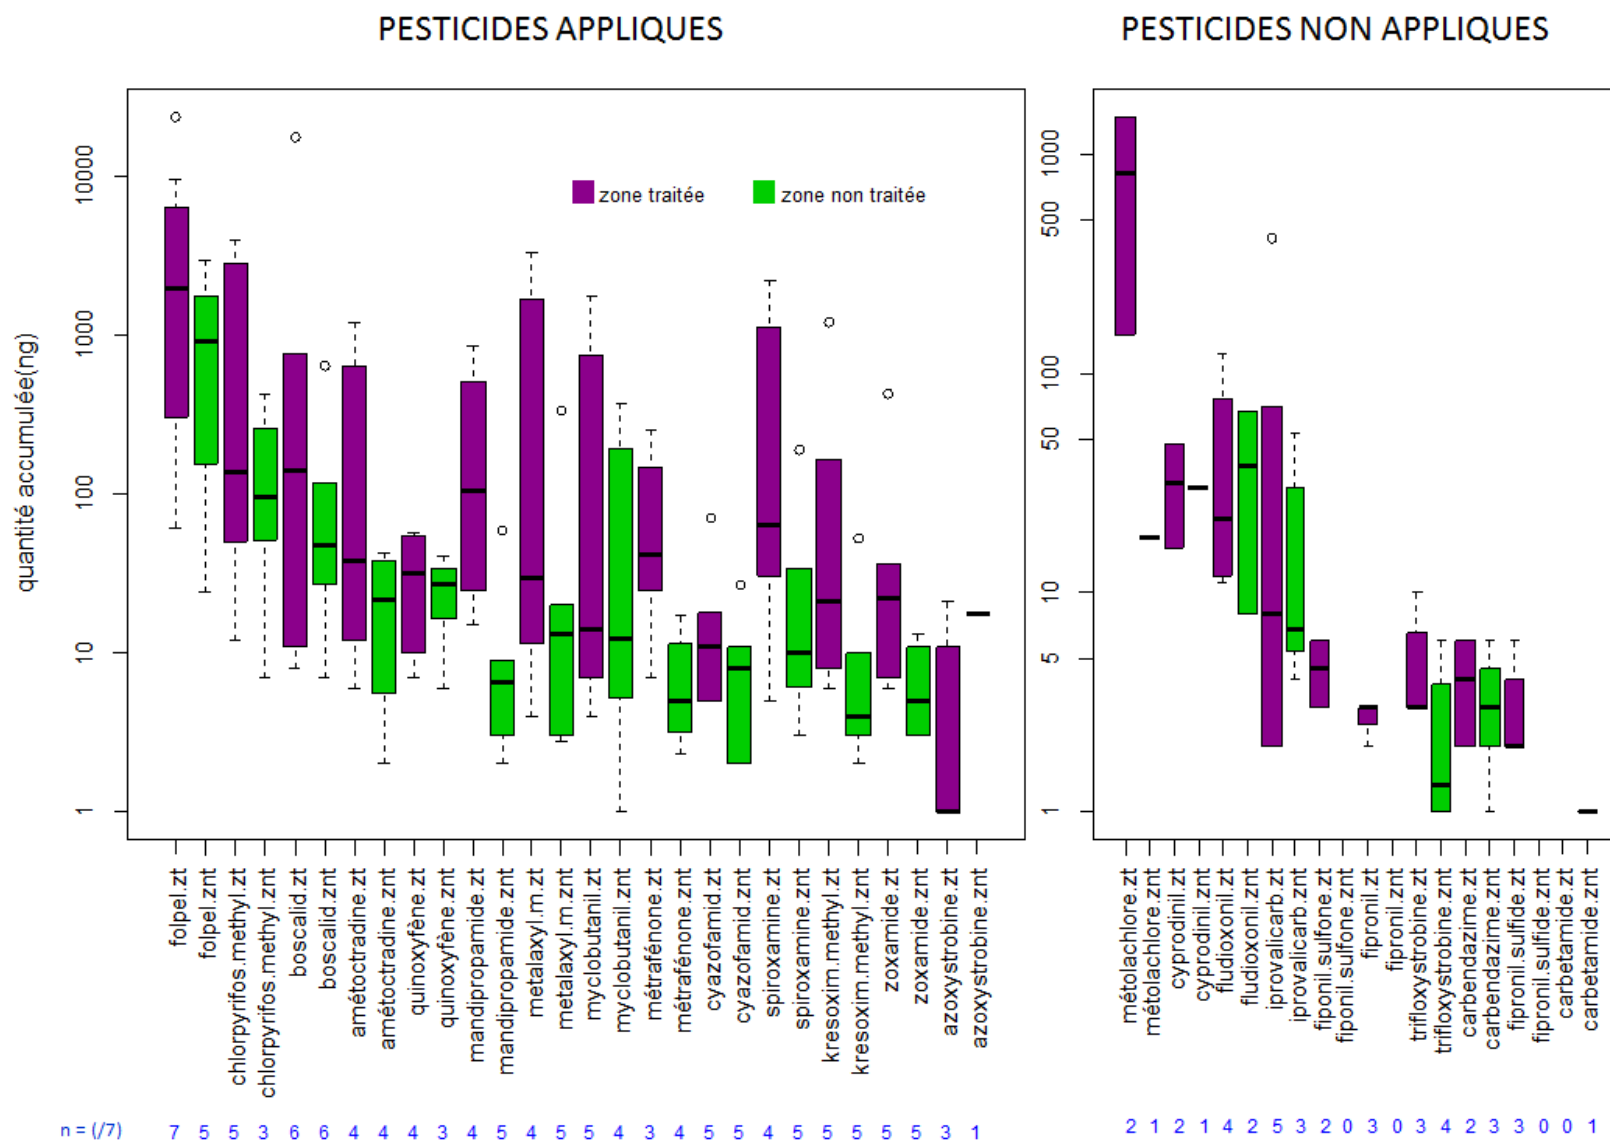 PESTICIDES APPLIQUES
PESTICIDES NON APPLIQUES
quantité accumulée(ng)
10000
1000
100
10
1
zone traitée
zone non traitée
1000
500
100
50
10
5
1
folpel.zt
folpel.znt
chlorpyrifos.methyl.zt
chlorpyrifos.methyl.znt
boscalid.zt
boscalid.znt
amétoctradine.zt
amétoctradine.znt
quinoxyfène.zt
quinoxyfène.znt
mandipropamide.zt
mandipropamide.znt
metalaxyl.m.zt
metalaxyl.m.znt
myclobutanil.zt
myclobutanil.znt
métrafénone.zt
métrafénone.znt
cyazofamid.zt
cyazofamid.znt
spiroxamine.zt
spiroxamine.znt
kresoxim.methyl.zt
kresoxim.methyl.znt
zoxamide.zt
zoxamide.znt
azoxystrobine.zt
azoxystrobine.znt
métolachlore.zt
métolachlore.znt
cyprodinil.zt
cyprodinil.znt
fludioxonil.zt
fludioxonil.znt
iprovalicarb.zt
iprovalicarb.znt
fiponil.sulfone.zt
fiponil.sulfone.znt
fipronil.zt
fipronil.znt
trifloxystrobine.zt
trifloxystrobine.znt
carbendazime.zt
carbendazime.znt
fipronil.sulfide.zt
fipronil.sulfide.znt
carbetamide.zt
carbetamide.znt
n = (/7) 7 5 5 3 6 6 4 4 4 3 4 5 4 5 5 4 3 4 5 5 4 5 5 5 5 5 3 1
2 1 2 1 4 2 5 3 2 0 3 0 3 4 2 3 3 0 0 1